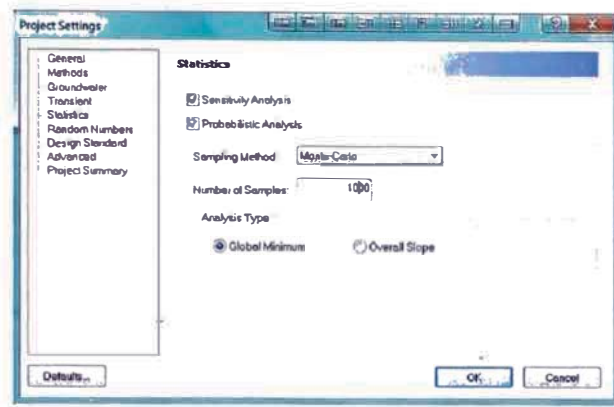 Project Settings
General
Methods
Groundwater
Transient
Statistics
Random Numbers
Design Standard
Advanced
Project Summary
Statistics
Sensitivity Analysis
Probabilistic Analysis
Sampling Method
Monte-Carlo
Number of Samples:
1000
Analysis Type
Global Minimum
Overall Slope
Defaults...
OK
Cancel